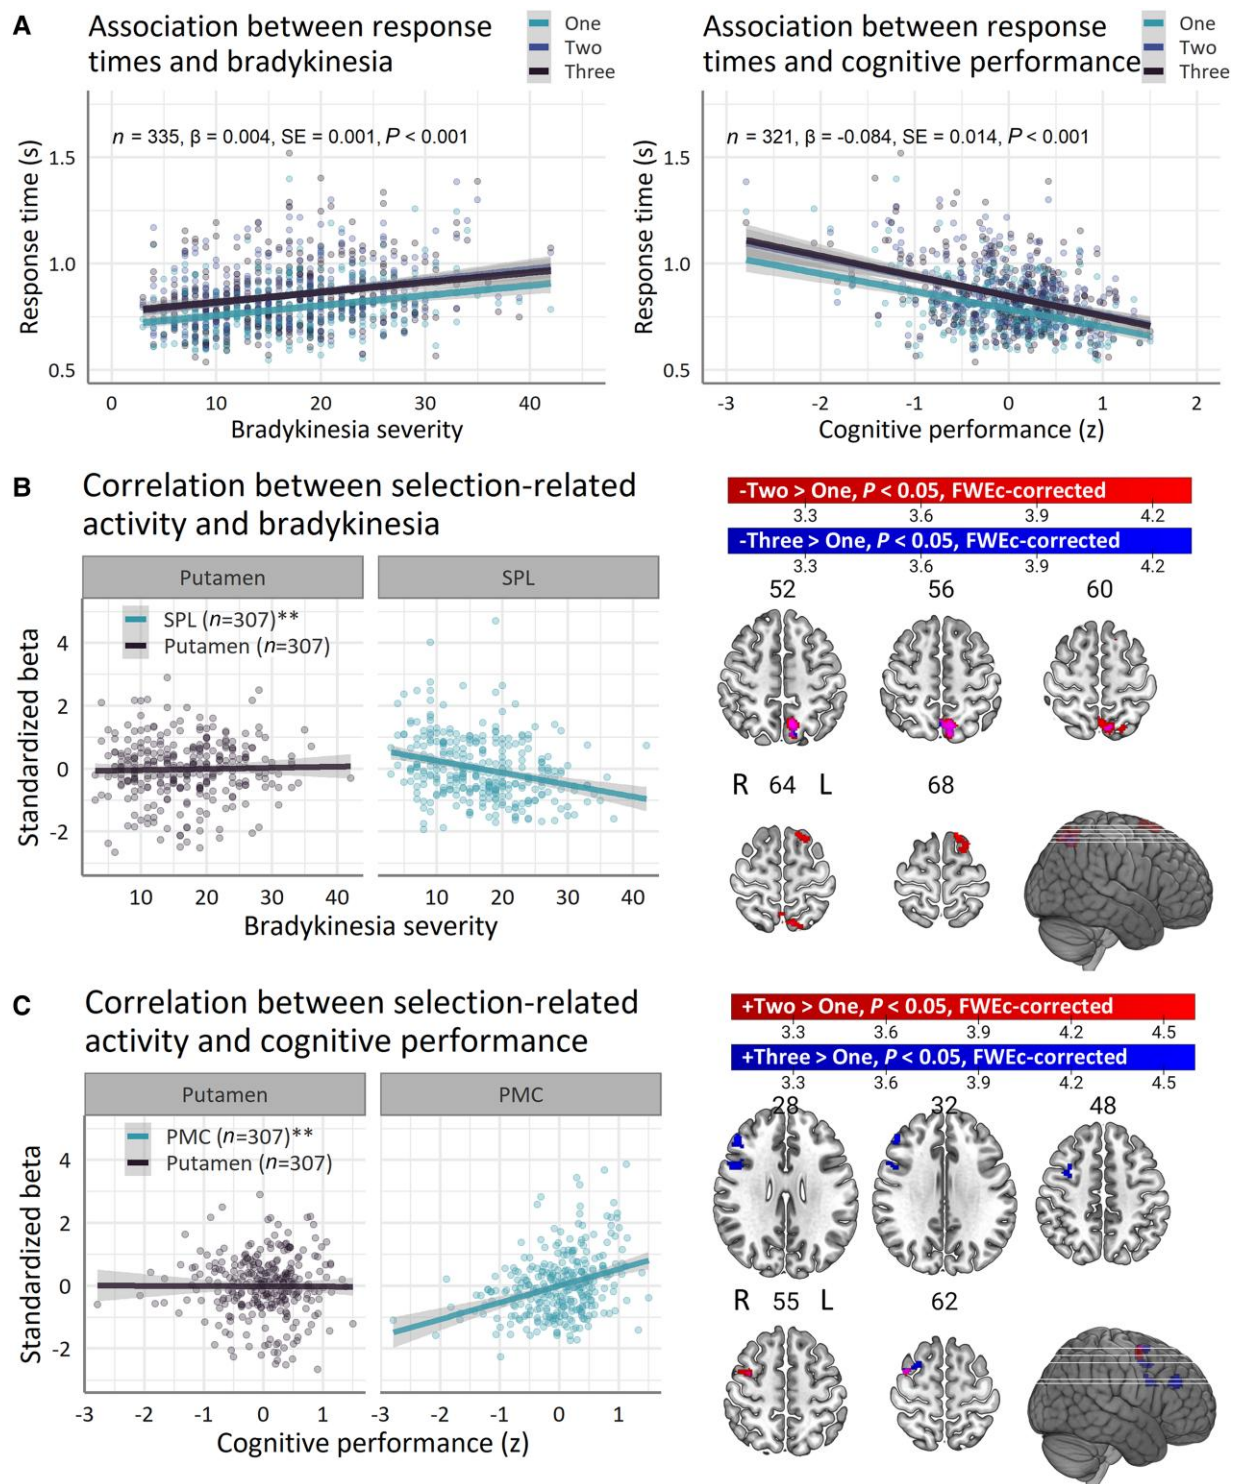 A
Association between response
times and bradykinesia
One
Two
Three
n = 335, β = 0.004, SE = 0.001, P < 0.001
Response time (s)
1.5
1.0
0.5
0 10 20 30 40
Bradykinesia severity
Association between response
times and cognitive performance
One
Two
Three
n = 321, β = -0.084, SE = 0.014, P < 0.001
Response time (s)
1.5
1.0
0.5
-3 -2 -1 0 1 2
Cognitive performance (z)
B
Correlation between selection-related
activity and bradykinesia
Putamen SPL
SPL (n=307)**
Putamen (n=307)
Standardized beta
4
2
0
-2
10 20 30 40 10 20 30 40
Bradykinesia severity
-Two > One, P < 0.05, FWEc-corrected
3.3 3.6 3.9 4.2
-Three > One, P < 0.05, FWEc-corrected
3.3 3.6 3.9 4.2
52 56 60
R 64 L 68
C
Correlation between selection-related
activity and cognitive performance
Putamen PMC
PMC (n=307)**
Putamen (n=307)
Standardized beta
4
2
0
-2
-3 -2 -1 0 1 -3 -2 -1 0 1
Cognitive performance (z)
+Two > One, P < 0.05, FWEc-corrected
3.3 3.6 3.9 4.2 4.5
+Three > One, P < 0.05, FWEc-corrected
3.3 3.6 3.9 4.2 4.5
28 32 48
R 55 L 62